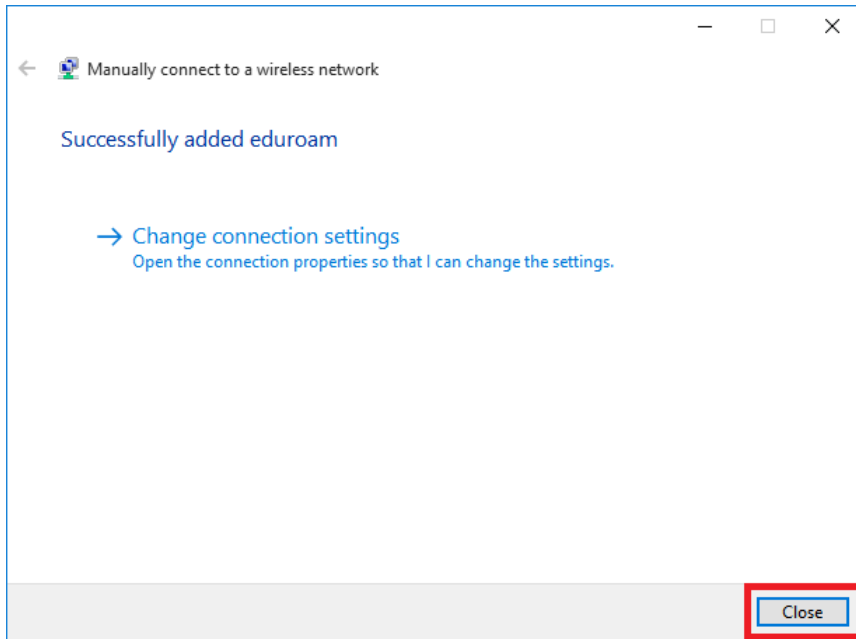 Manually connect to a wireless network
Successfully added eduroam
Change connection settings
Open the connection properties so that I can change the settings.
Close